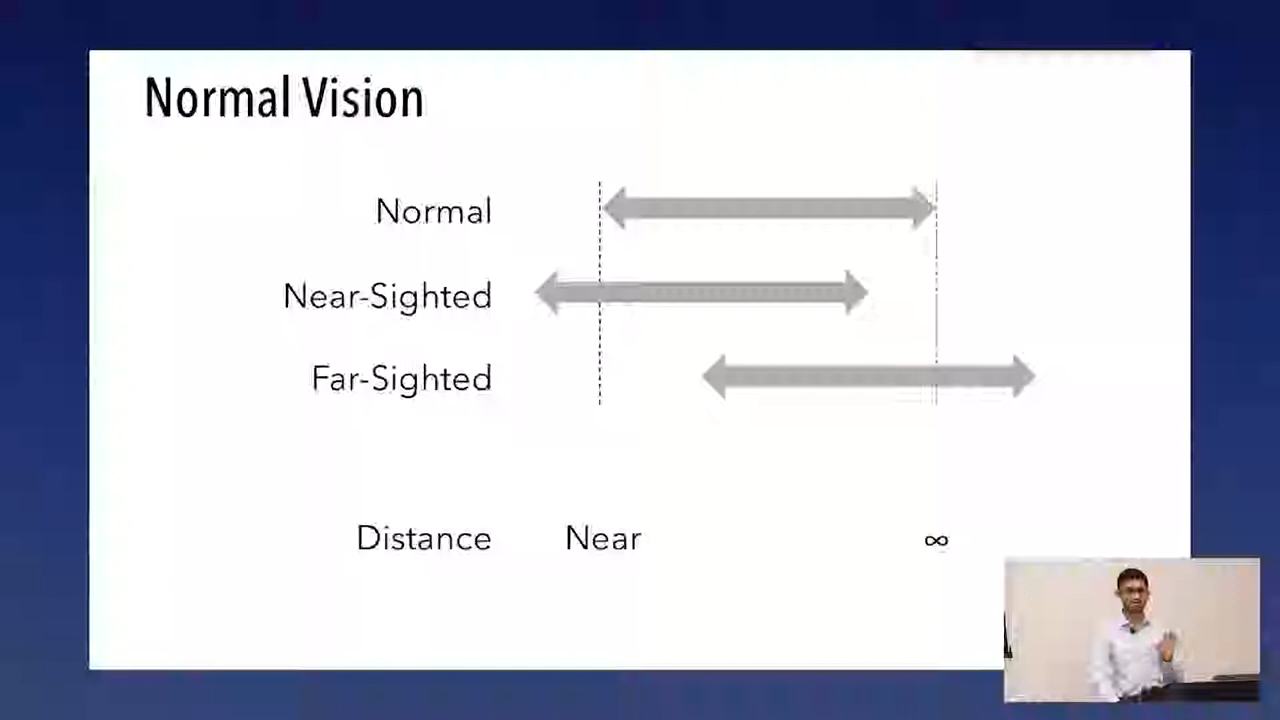 Normal Vision
Normal
Near-Sighted
Far-Sighted
Distance Near ∞